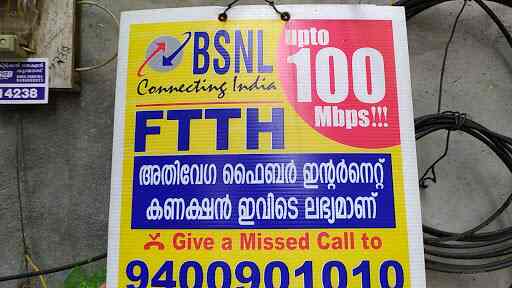 BSNL
Connecting India
upto
100
Mbps!!!
FTTH
അതിവേഗ ഫൈബർ ഇന്റർനെറ്റ്
കണക്ഷൻ ഇവിടെ ലഭ്യമാണ്
Give a Missed Call to
9400901010
14238